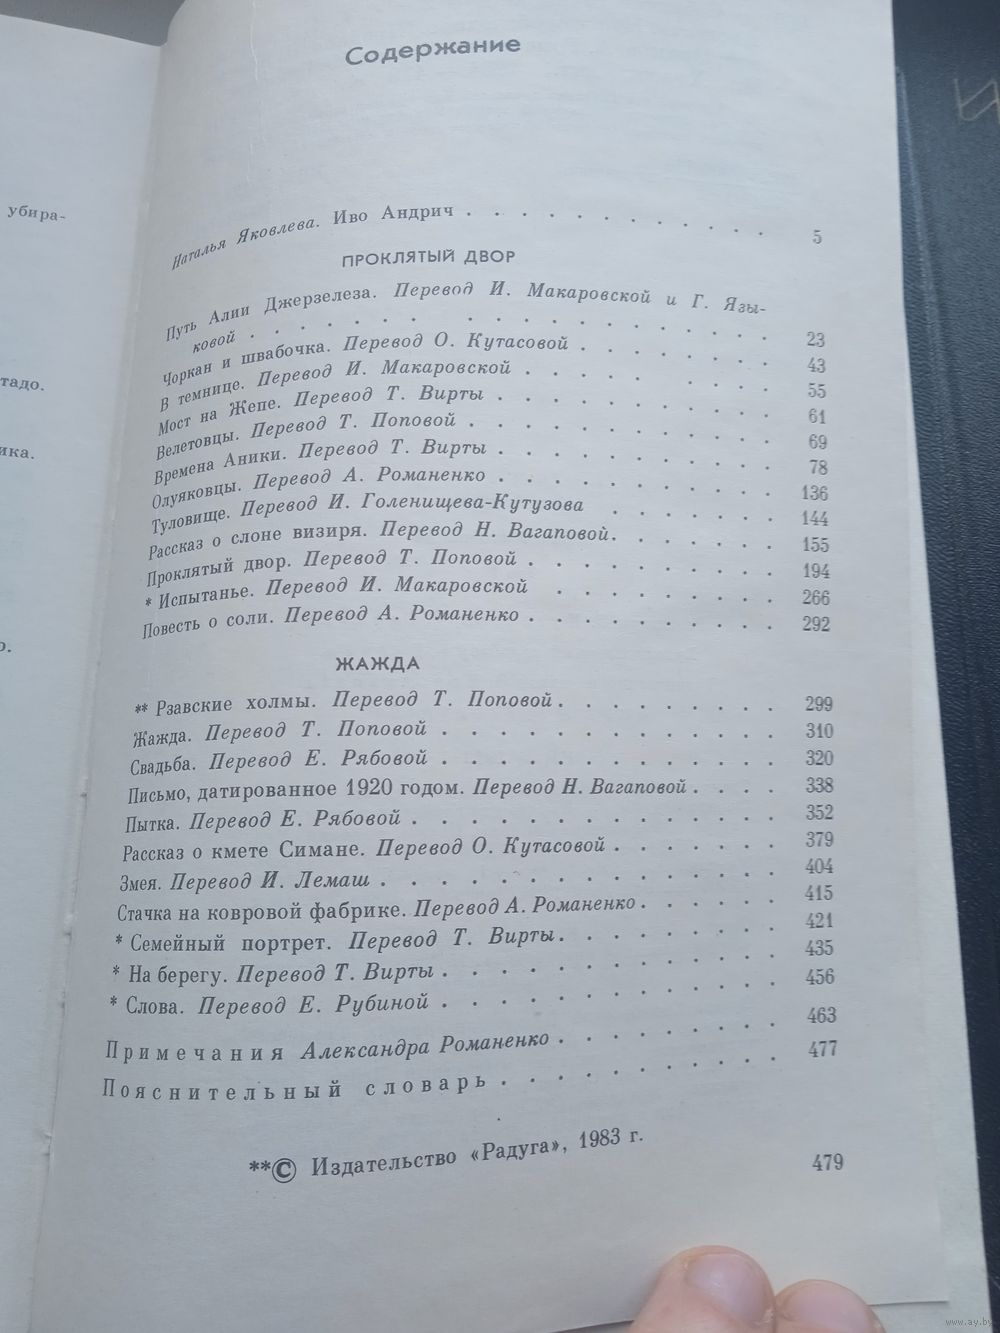 убира-
тадо.
ика.
о.
Содержание
Наталья Яковлева. Иво Андрич . . . . . . . . . . . 5
ПРОКЛЯТЫЙ ДВОР
Путь Алии Джерзелеза. Перевод И. Макаровской и Г. Язы-
ковой . . . . . . . . . . . . . 23
Чоркан и швабочка. Перевод О. Кутасовой . . . . . . 43
В темнице. Перевод И. Макаровской . . . . . . . 55
Мост на Жепе. Перевод Т. Вирты . . . . . . . . 61
Велетовцы. Перевод Т. Поповой . . . . . . . . 69
Времена Аники. Перевод Т. Вирты . . . . . . . . 78
Олуяковцы. Перевод А. Романенко . . . . . . . . 136
Туловище. Перевод И. Голенищева-Кутузова . . . . . 144
Рассказ о слоне визиря. Перевод Н. Вагаповой. . . . . 155
Проклятый двор. Перевод Т. Поповой . . . . . . . 194
* Испытанье. Перевод И. Макаровской . . . . . . . 266
Повесть о соли. Перевод А. Романенко . . . . . . . 292
ЖАЖДА
** Рзавские холмы. Перевод Т. Поповой . . . . . . . 299
Жажда. Перевод Т. Поповой . . . . . . . . . . 310
Свадьба. Перевод Е. Рябовой . . . . . . . . . . 320
Письмо, датированное 1920 годом. Перевод Н. Вагаповой . . . . 338
Пытка. Перевод Е. Рябовой . . . . . . . . . . . 352
Рассказ о кмете Симане. Перевод О. Кутасовой . . . . . 379
Змея. Перевод И. Лемаш . . . . . . . . . . . 404
Стачка на ковровой фабрике. Перевод А. Романенко . . . . . 415
* Семейный портрет. Перевод Т. Вирты . . . . . . . 421
* На берегу. Перевод Т. Вирты . . . . . . . . . . 435
* Слова. Перевод Е. Рубиной . . . . . . . . . . 456
Примечания Александра Романенко . . . . . . . 463
Пояснительный словарь . . . . . . . . . . 477
**© Издательство «Радуга», 1983 г.
479
www.ay.by